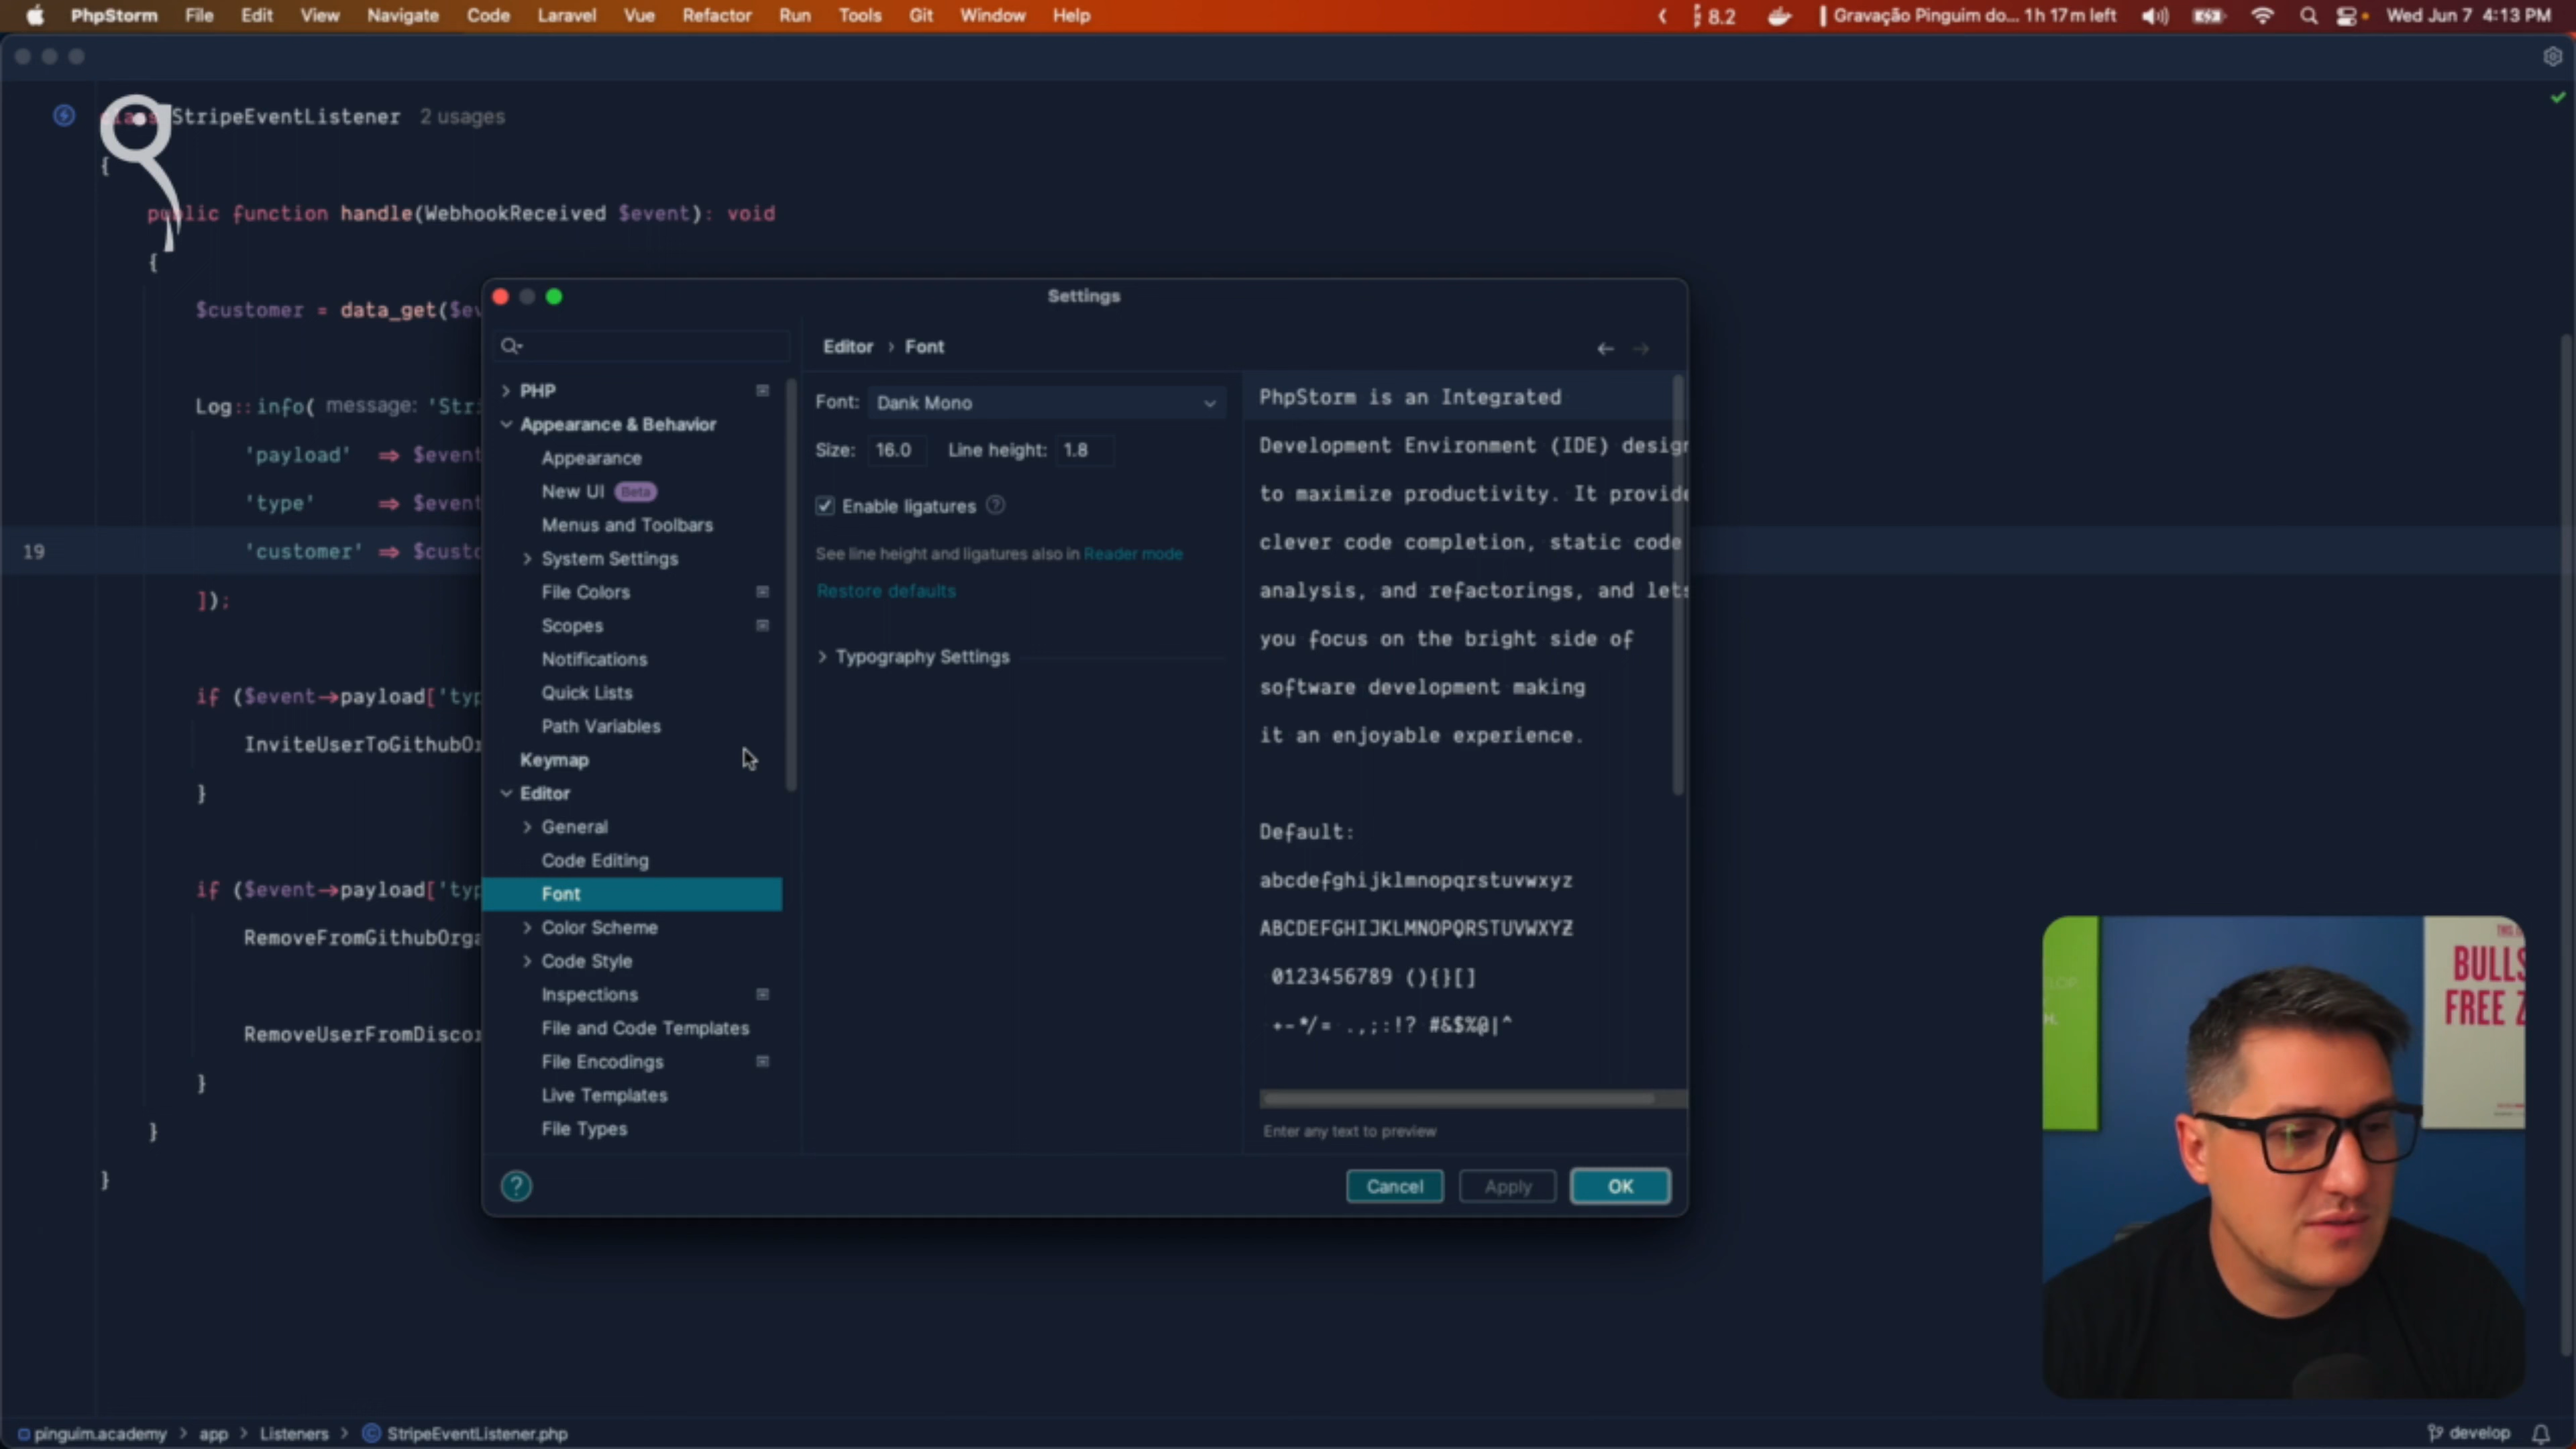 PhpStorm File Edit View Navigate Code Laravel Vue Refactor Run Tools Git Window Help
8.2 Gravação Pinguim do... 1h 17m left Wed Jun 7 4:13 PM
StripeEventListener 2 usages
{
public function handle(WebhookReceived $event): void
{
$customer = data_get($ev
Log::info( message: 'Stri
'payload' => $event
'type' => $event
19
'customer' => $custo
]);
if ($event->payload['typ
InviteUserToGithubOr
}
if ($event->payload['typ
RemoveFromGithubOrga
RemoveUserFromDiscor
}
}
}
Settings
PHP
Appearance & Behavior
Appearance
New UI Beta
Menus and Toolbars
System Settings
File Colors
Scopes
Notifications
Quick Lists
Path Variables
Keymap
Editor
General
Code Editing
Font
Color Scheme
Code Style
Inspections
File and Code Templates
File Encodings
Live Templates
File Types
Editor › Font
Font: Dank Mono
Size: 16.0 Line height: 1.8
Enable ligatures ?
See line height and ligatures also in Reader mode
Restore defaults
Typography Settings
PhpStorm is an Integrated
Development Environment (IDE) design
to maximize productivity. It provide
clever code completion, static code
analysis, and refactorings, and lets
you focus on the bright side of
software development making
it an enjoyable experience.
Default:
abcdefghijklmnopqrstuvwxyz
ABCDEFGHIJKLMNOPQRSTUVWXYZ
0123456789 (){}[]
+-*/= .,;:!? #&$%@|^
Enter any text to preview
? Cancel Apply OK
BULLS
FREE Z
pinguim.academy > app > Listeners > StripeEventListener.php
develop